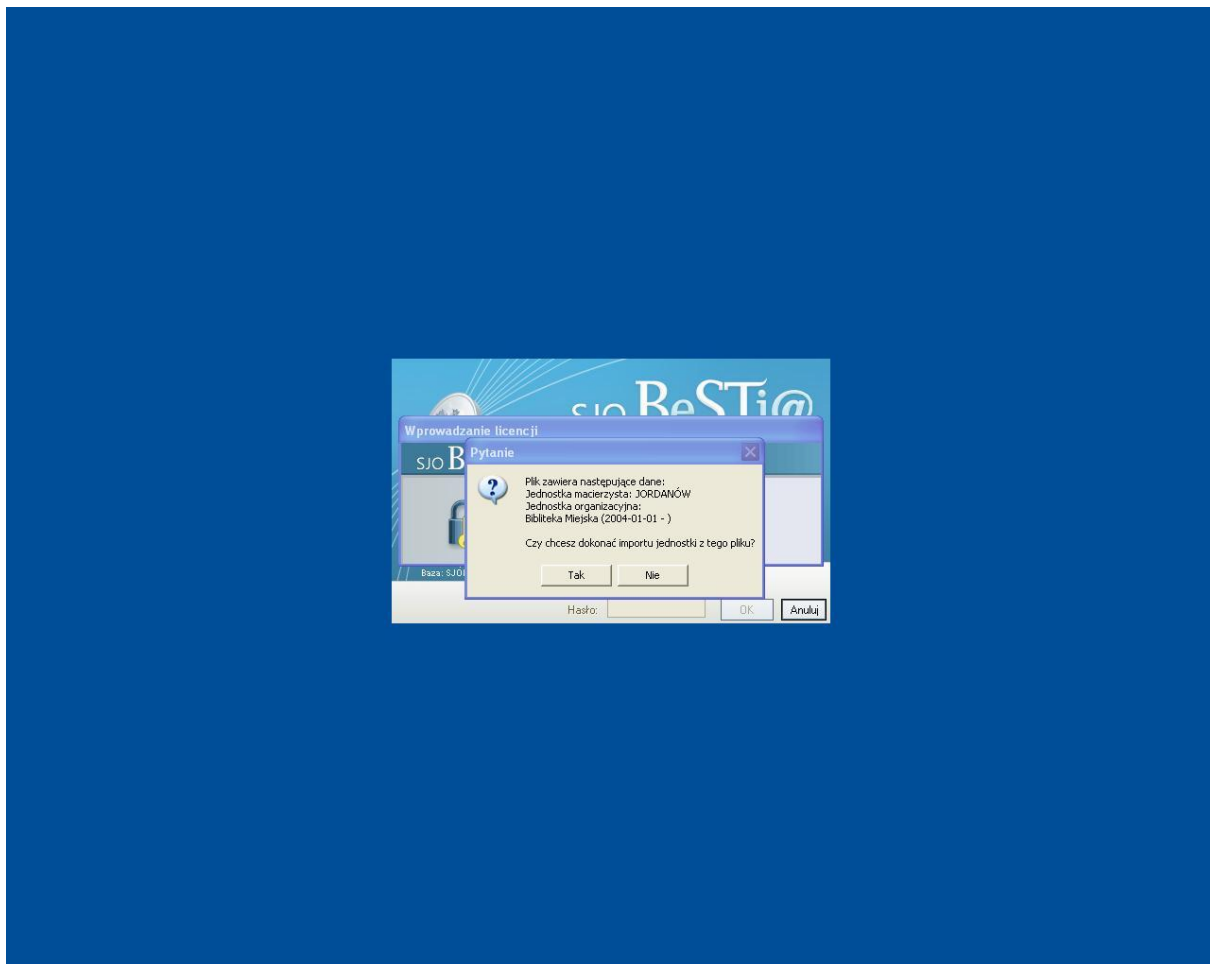 SJO BeSTi@
Wprowadzanie licencji
SJO B
Pytanie
Plik zawiera następujące dane:
Jednostka macierzysta: JORDANÓW
Jednostka organizacyjna:
Bibliteka Miejska (2004-01-01 - )
Czy chcesz dokonać importu jednostki z tego pliku?
Tak Nie
Baza:
Hasło: OK Anuluj